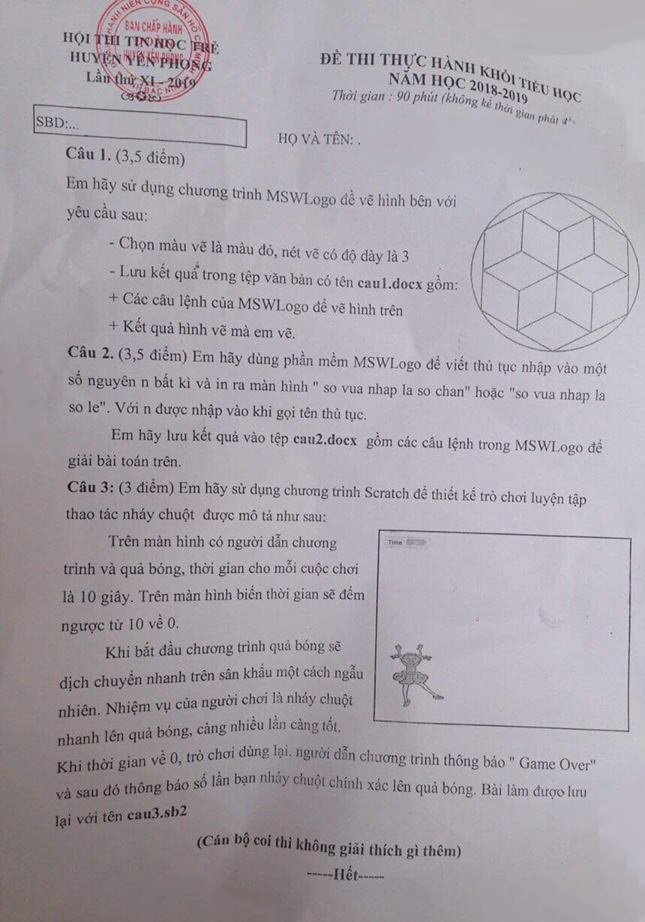 BAN CHẤP HÀNH
HỘI THI TIN HỌC TRẺ
HUYỆN YÊN PHONG
Lần thứ XI - 2019
ĐỀ THI THỰC HÀNH KHỐI TIỂU HỌC
NĂM HỌC 2018-2019
Thời gian : 90 phút (không kể thời gian phát
SBD:...
HỌ VÀ TÊN: .
Câu 1. (3,5 điểm)
Em hãy sử dụng chương trình MSWLogo để vẽ hình bên với
yêu cầu sau:
- Chọn màu vẽ là màu đỏ, nét vẽ có độ dày là 3
- Lưu kết quả trong tệp văn bản có tên cau1.docx gồm:
+ Các câu lệnh của MSWLogo để vẽ hình trên
+ Kết quả hình vẽ mà em vẽ.
Câu 2. (3,5 điểm) Em hãy dùng phần mềm MSWLogo để viết thủ tục nhập vào một
số nguyên n bất kì và in ra màn hình " so vua nhap la so chan" hoặc "so vua nhap la
so le". Với n được nhập vào khi gọi tên thủ tục.
Em hãy lưu kết quả vào tệp cau2.docx gồm các câu lệnh trong MSWLogo để
giải bài toán trên.
Câu 3: (3 điểm) Em hãy sử dụng chương trình Scratch để thiết kế trò chơi luyện tập
thao tác nháy chuột được mô tả như sau:
Trên màn hình có người dẫn chương
trình và quả bóng, thời gian cho mỗi cuộc chơi
là 10 giây. Trên màn hình biến thời gian sẽ đếm
ngược từ 10 về 0.
Time
Khi bắt đầu chương trình quả bóng sẽ
dịch chuyển nhanh trên sân khấu một cách ngẫu
nhiên. Nhiệm vụ của người chơi là nháy chuột
nhanh lên quả bóng, càng nhiều lần càng tốt.
Khi thời gian về 0, trò chơi dừng lại. người dẫn chương trình thông báo " Game Over"
và sau đó thông báo số lần bạn nháy chuột chính xác lên quả bóng. Bài làm được lưu
lại với tên cau3.sb2
(Cán bộ coi thi không giải thích gì thêm)
-----Hết-----